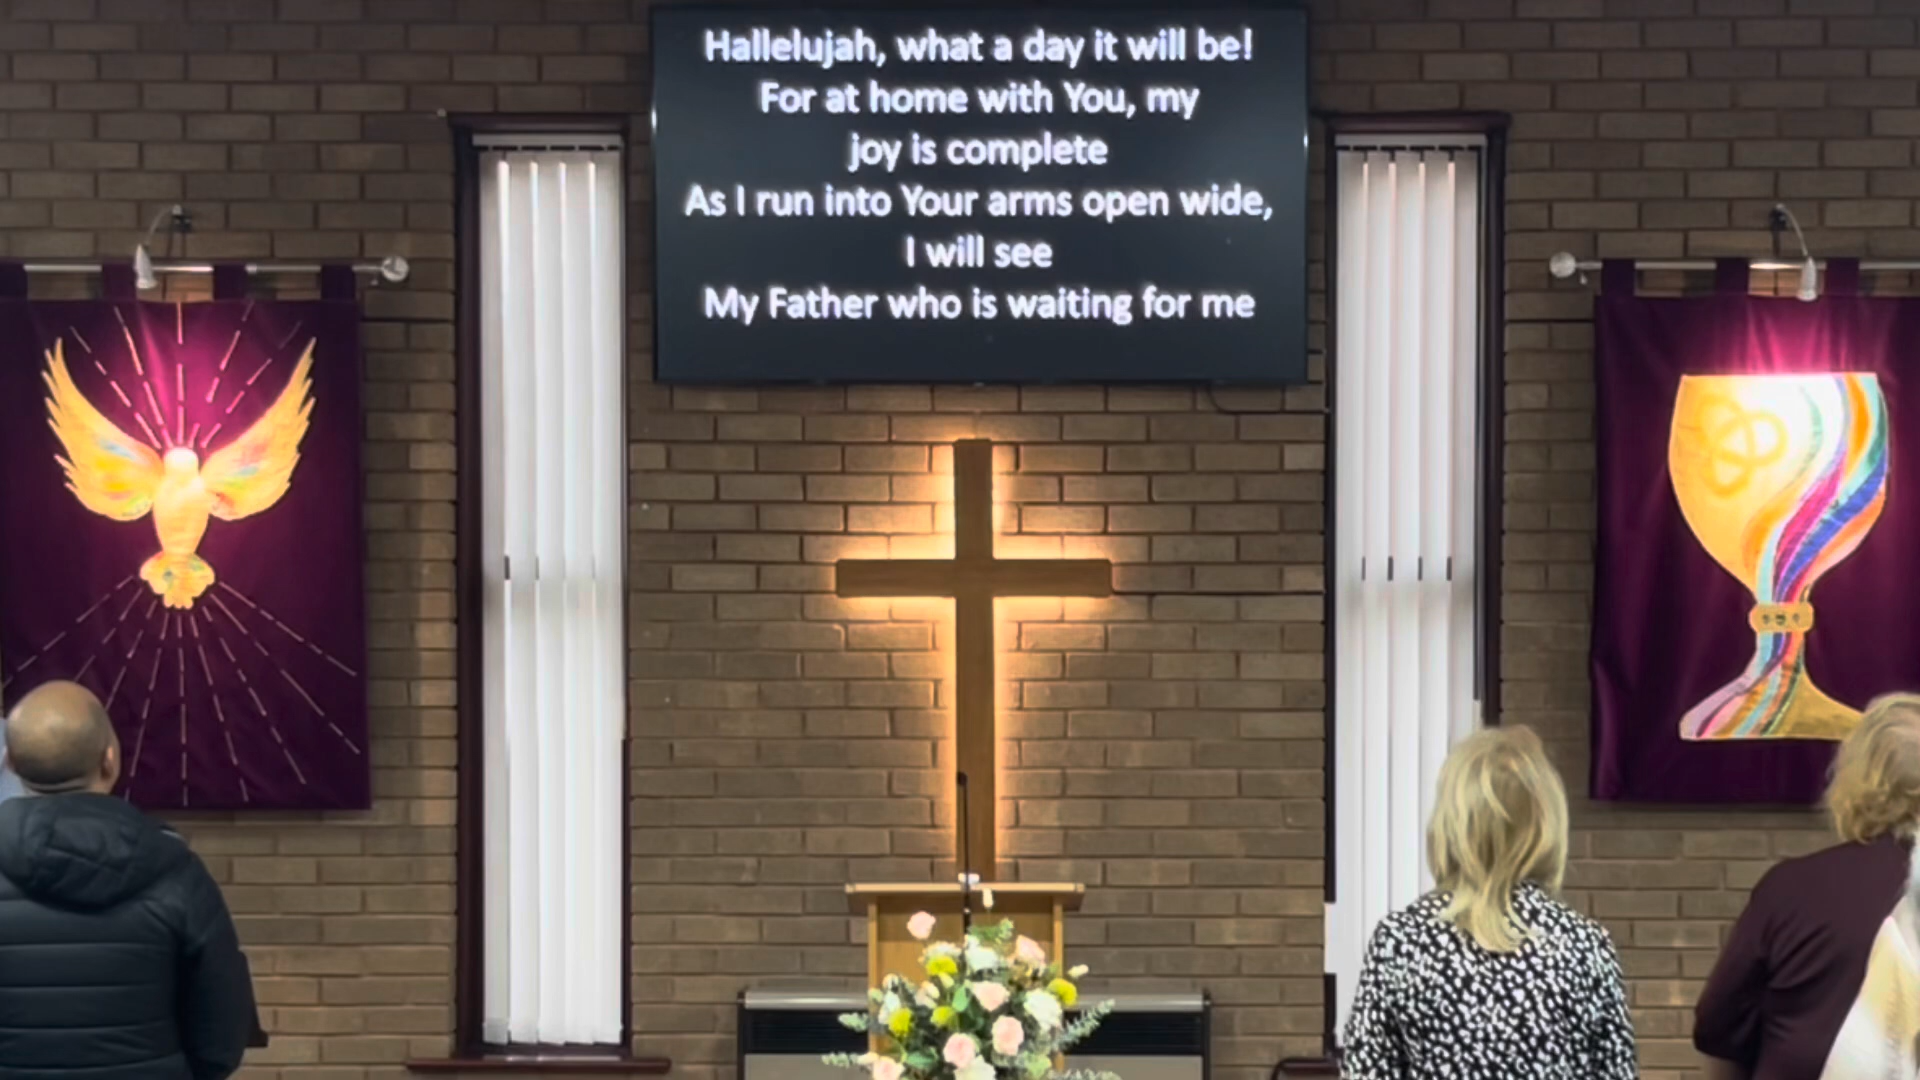 Hallelujah, what a day it will be!
For at home with You, my
joy is complete
As I run into Your arms open wide,
I will see
My Father who is waiting for me